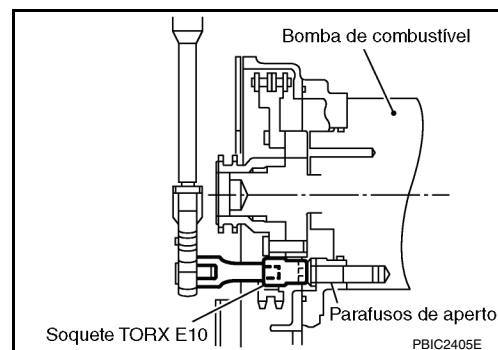 Bomba de combustível
Parafusos de aperto
Soquete TORX E10
PBIC2405E